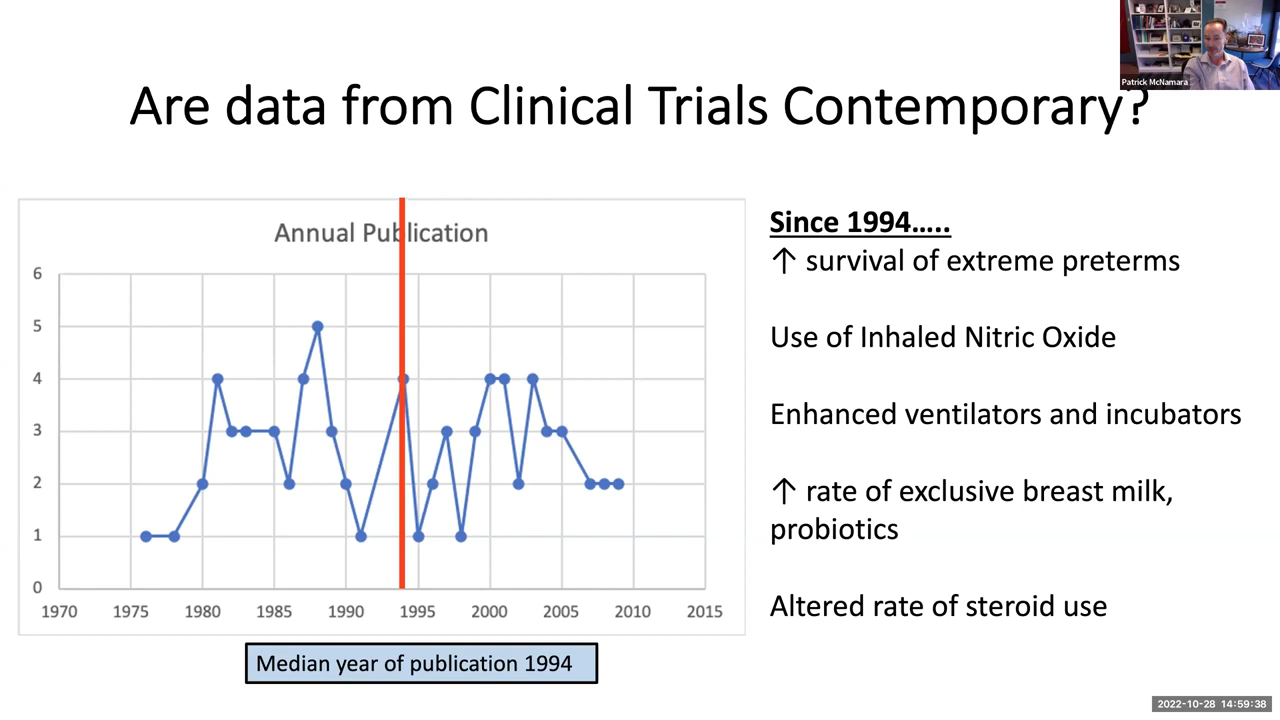 Patrick McNamara
Are data from Clinical Trials Contemporary?
Annual Publication
6
5
4
3
2
1
0
1970 1975 1980 1985 1990 1995 2000 2005 2010 2015
Median year of publication 1994
Since 1994…..
↑ survival of extreme preterms
Use of Inhaled Nitric Oxide
Enhanced ventilators and incubators
↑ rate of exclusive breast milk,
probiotics
Altered rate of steroid use
2022-10-28 14:59:38